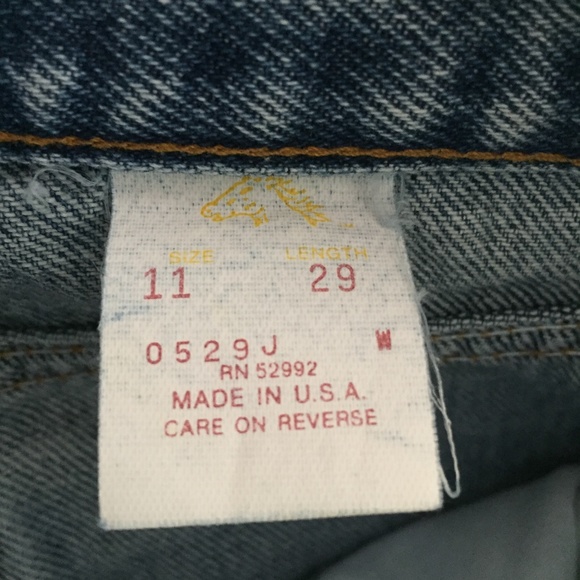 SIZE LENGTH
11 29
0529J W
RN 52992
MADE IN U.S.A.
CARE ON REVERSE